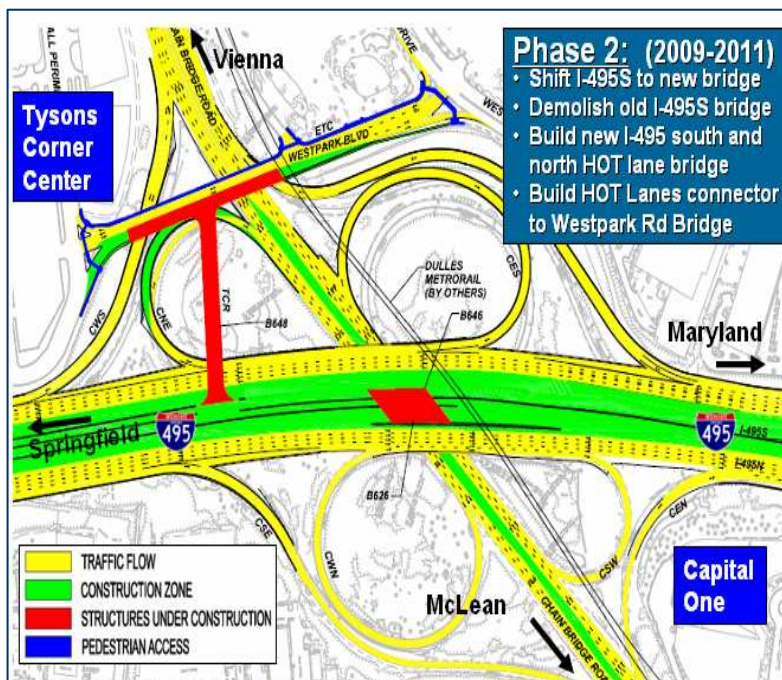 Phase 2: (2009-2011)
• Shift I-495S to new bridge
• Demolish old I-495S bridge
• Build new I-495 south and
north HOT lane bridge
• Build HOT Lanes connector
to Westpark Rd Bridge
Vienna
Tysons
Corner
Center
CHAIN BRIDGE ROAD
DRIVE
ETC
WESTPARK BLVD
WES
CWS
CNE
TCR
B648
CES
DULLES
METRORAIL
(BY OTHERS)
B646
Maryland
Springfield
495
495
I-495S
I-495N
B626
CSE
CWN
CSW
CEN
TRAFFIC FLOW
CONSTRUCTION ZONE
STRUCTURES UNDER CONSTRUCTION
PEDESTRIAN ACCESS
McLean
CHAIN BRIDGE ROAD
Capital
One